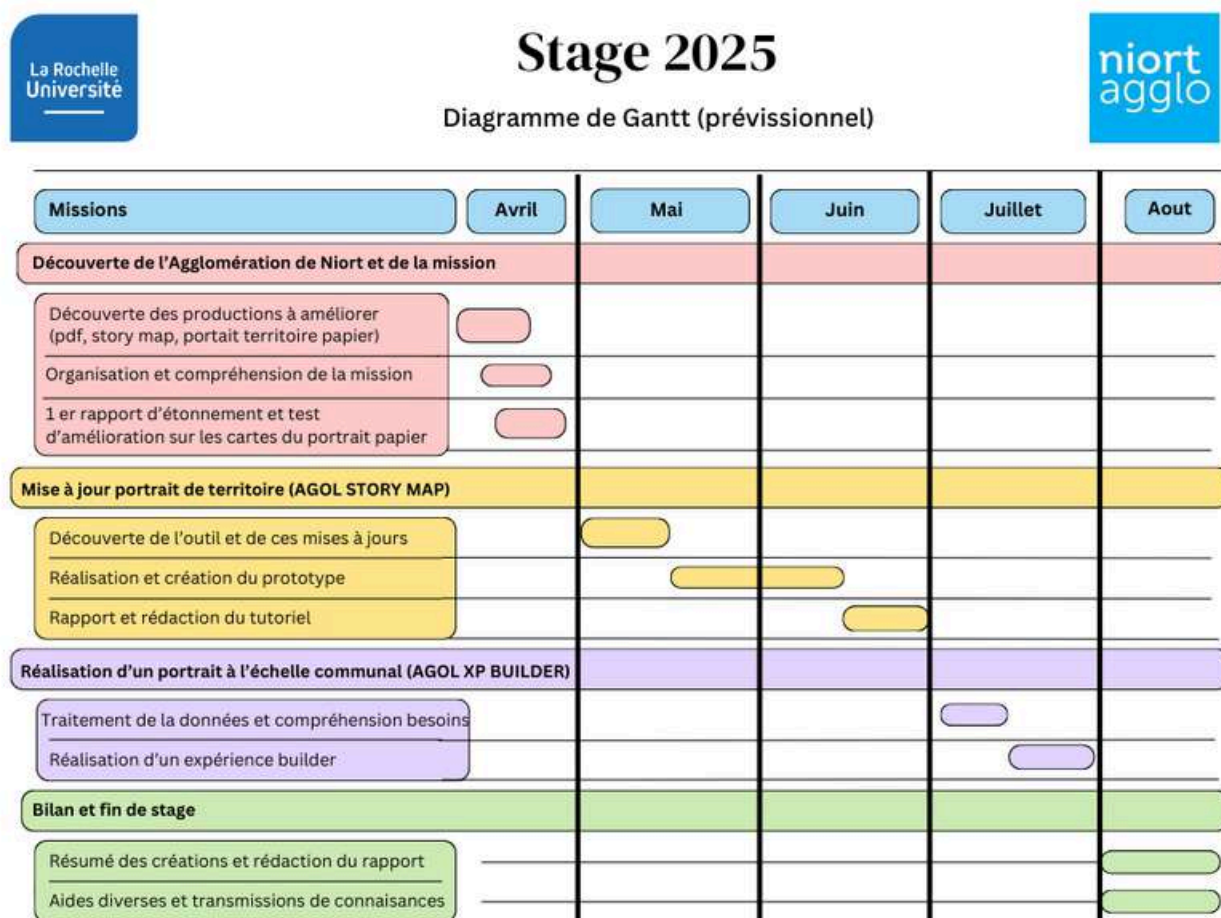 La Rochelle
Université
Stage 2025
Diagramme de Gantt (prévissionnel)
niort
agglo
Missions
Avril
Mai
Juin
Juillet
Aout
Découverte de l'Agglomération de Niort et de la mission
Découverte des productions à améliorer
(pdf, story map, portait territoire papier)
Organisation et compréhension de la mission
1 er rapport d'étonnement et test
d'amélioration sur les cartes du portrait papier
Mise à jour portrait de territoire (AGOL STORY MAP)
Découverte de l'outil et de ces mises à jours
Réalisation et création du prototype
Rapport et rédaction du tutoriel
Réalisation d'un portrait à l'échelle communal (AGOL XP BUILDER)
Traitement de la données et compréhension besoins
Réalisation d'un expérience builder
Bilan et fin de stage
Résumé des créations et rédaction du rapport
Aides diverses et transmissions de connaisances